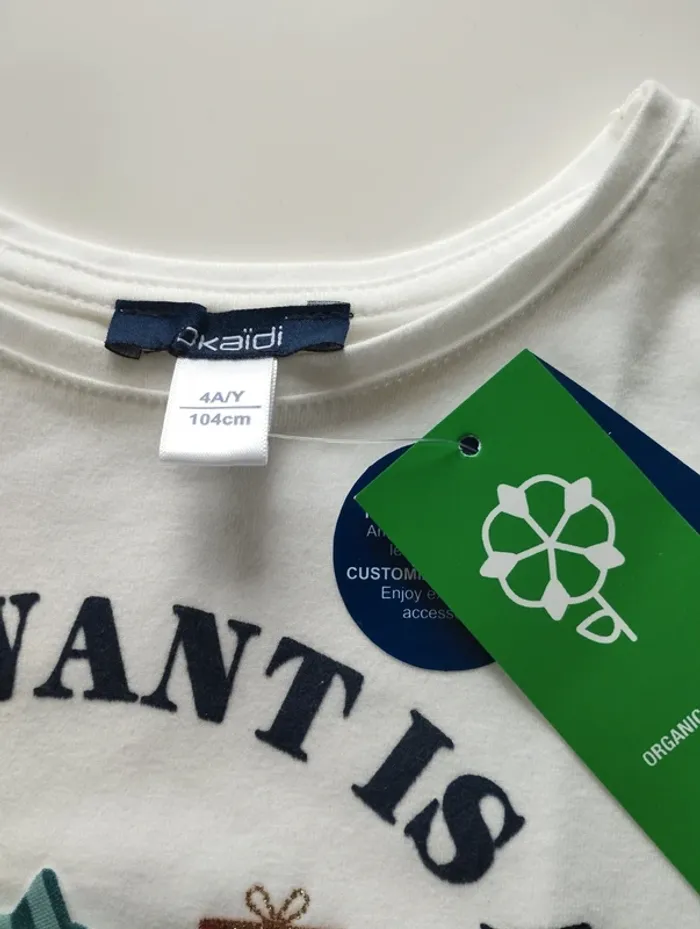 Okaïdi
4A/Y
104cm
CUSTOM
Enjoy
access
WANT IS
ORGANIC